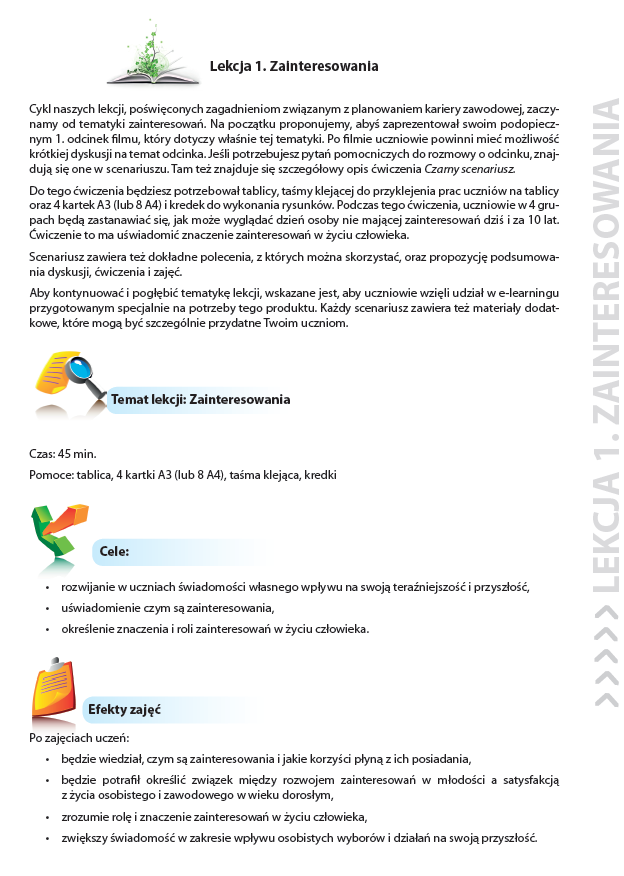 Lekcja 1. Zainteresowania
Cykl naszych lekcji, poświęconych zagadnieniom związanym z planowaniem kariery zawodowej, zaczy-
namy od tematyki zainteresowań. Na początku proponujemy, abyś zaprezentował swoim podopiecz-
nym 1. odcinek filmu, który dotyczy właśnie tej tematyki. Po filmie uczniowie powinni mieć możliwość
krótkiej dyskusji na temat odcinka. Jeśli potrzebujesz pytań pomocniczych do rozmowy o odcinku, znaj-
dują się one w scenariuszu. Tam też znajduje się szczegółowy opis ćwiczenia Czarny scenariusz.
Do tego ćwiczenia będziesz potrzebował tablicy, taśmy klejącej do przyklejenia prac uczniów na tablicy
oraz 4 kartek A3 (lub 8 A4) i kredek do wykonania rysunków. Podczas tego ćwiczenia, uczniowie w 4 gru-
pach będą zastanawiać się, jak może wyglądać dzień osoby nie mającej zainteresowań dziś i za 10 lat.
Ćwiczenie to ma uświadomić znaczenie zainteresowań w życiu człowieka.
Scenariusz zawiera też dokładne polecenia, z których można skorzystać, oraz propozycję podsumowa-
nia dyskusji, ćwiczenia i zajęć.
Aby kontynuować i pogłębić tematykę lekcji, wskazane jest, aby uczniowie wzięli udział w e-learningu
przygotowanym specjalnie na potrzeby tego produktu. Każdy scenariusz zawiera też materiały dodat-
kowe, które mogą być szczególnie przydatne Twoim uczniom.
Temat lekcji: Zainteresowania
Czas: 45 min.
Pomoce: tablica, 4 kartki A3 (lub 8 A4), taśma klejąca, kredki
Cele:
• rozwijanie w uczniach świadomości własnego wpływu na swoją teraźniejszość i przyszłość,
• uświadomienie czym są zainteresowania,
• określenie znaczenia i roli zainteresowań w życiu człowieka.
Efekty zajęć
Po zajęciach uczeń:
• będzie wiedział, czym są zainteresowania i jakie korzyści płyną z ich posiadania,
• będzie potrafił określić związek między rozwojem zainteresowań w młodości a satysfakcją
z życia osobistego i zawodowego w wieku dorosłym,
• zrozumie rolę i znaczenie zainteresowań w życiu człowieka,
• zwiększy świadomość w zakresie wpływu osobistych wyborów i działań na swoją przyszłość.
>>>>> LEKCJA 1. ZAINTERESOWANIA